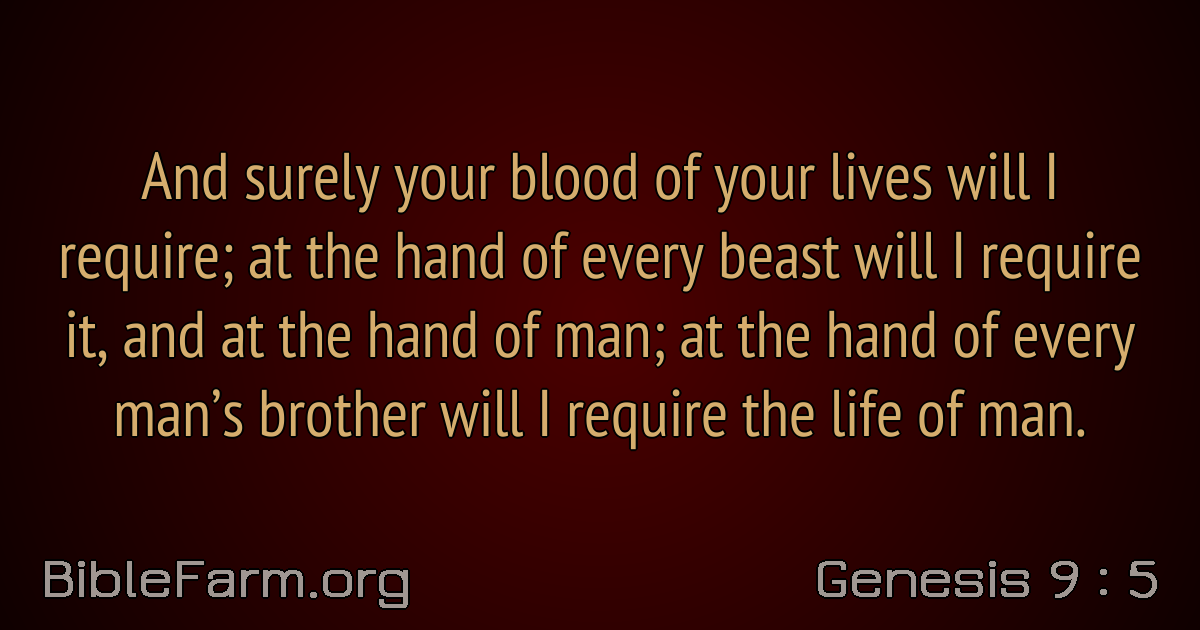 And surely your blood of your lives will I
require; at the hand of every beast will I require
it, and at the hand of man; at the hand of every
man’s brother will I require the life of man.
BibleFarm.org
Genesis 9 : 5